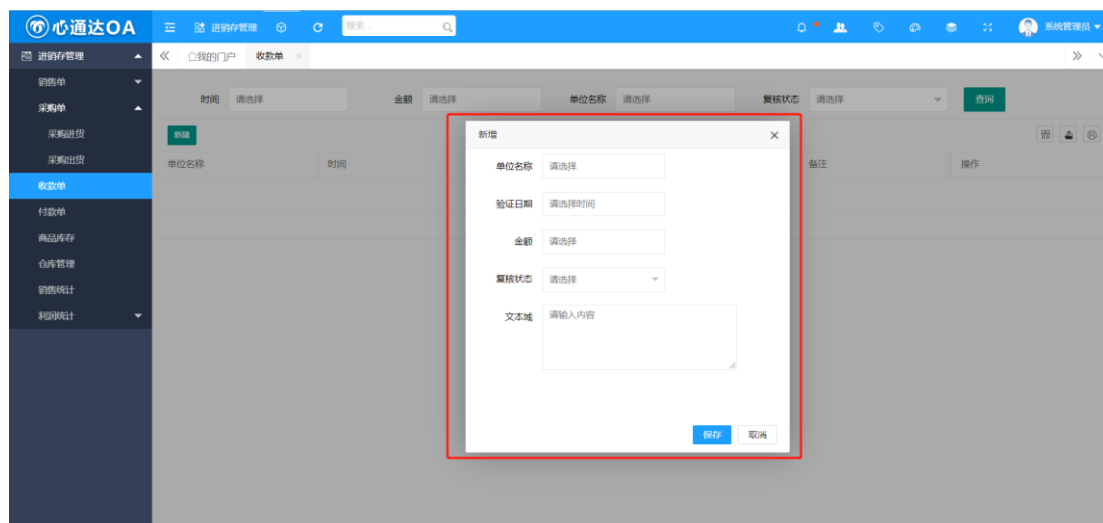 心通达OA 进销存管理 搜索... 系统管理员
进销存管理 我的门户 收款单
销售单
采购单
采购进货
采购出货
收款单
付款单
商品库存
仓库管理
销售统计
利润统计
时间 请选择 金额 请选择 单位名称 请选择 复核状态 请选择 查询
新建
单位名称 时间 备注 操作
新增
单位名称 请选择
验证日期 请选择时间
金额 请选择
复核状态 请选择
文本域 请输入内容
保存 取消